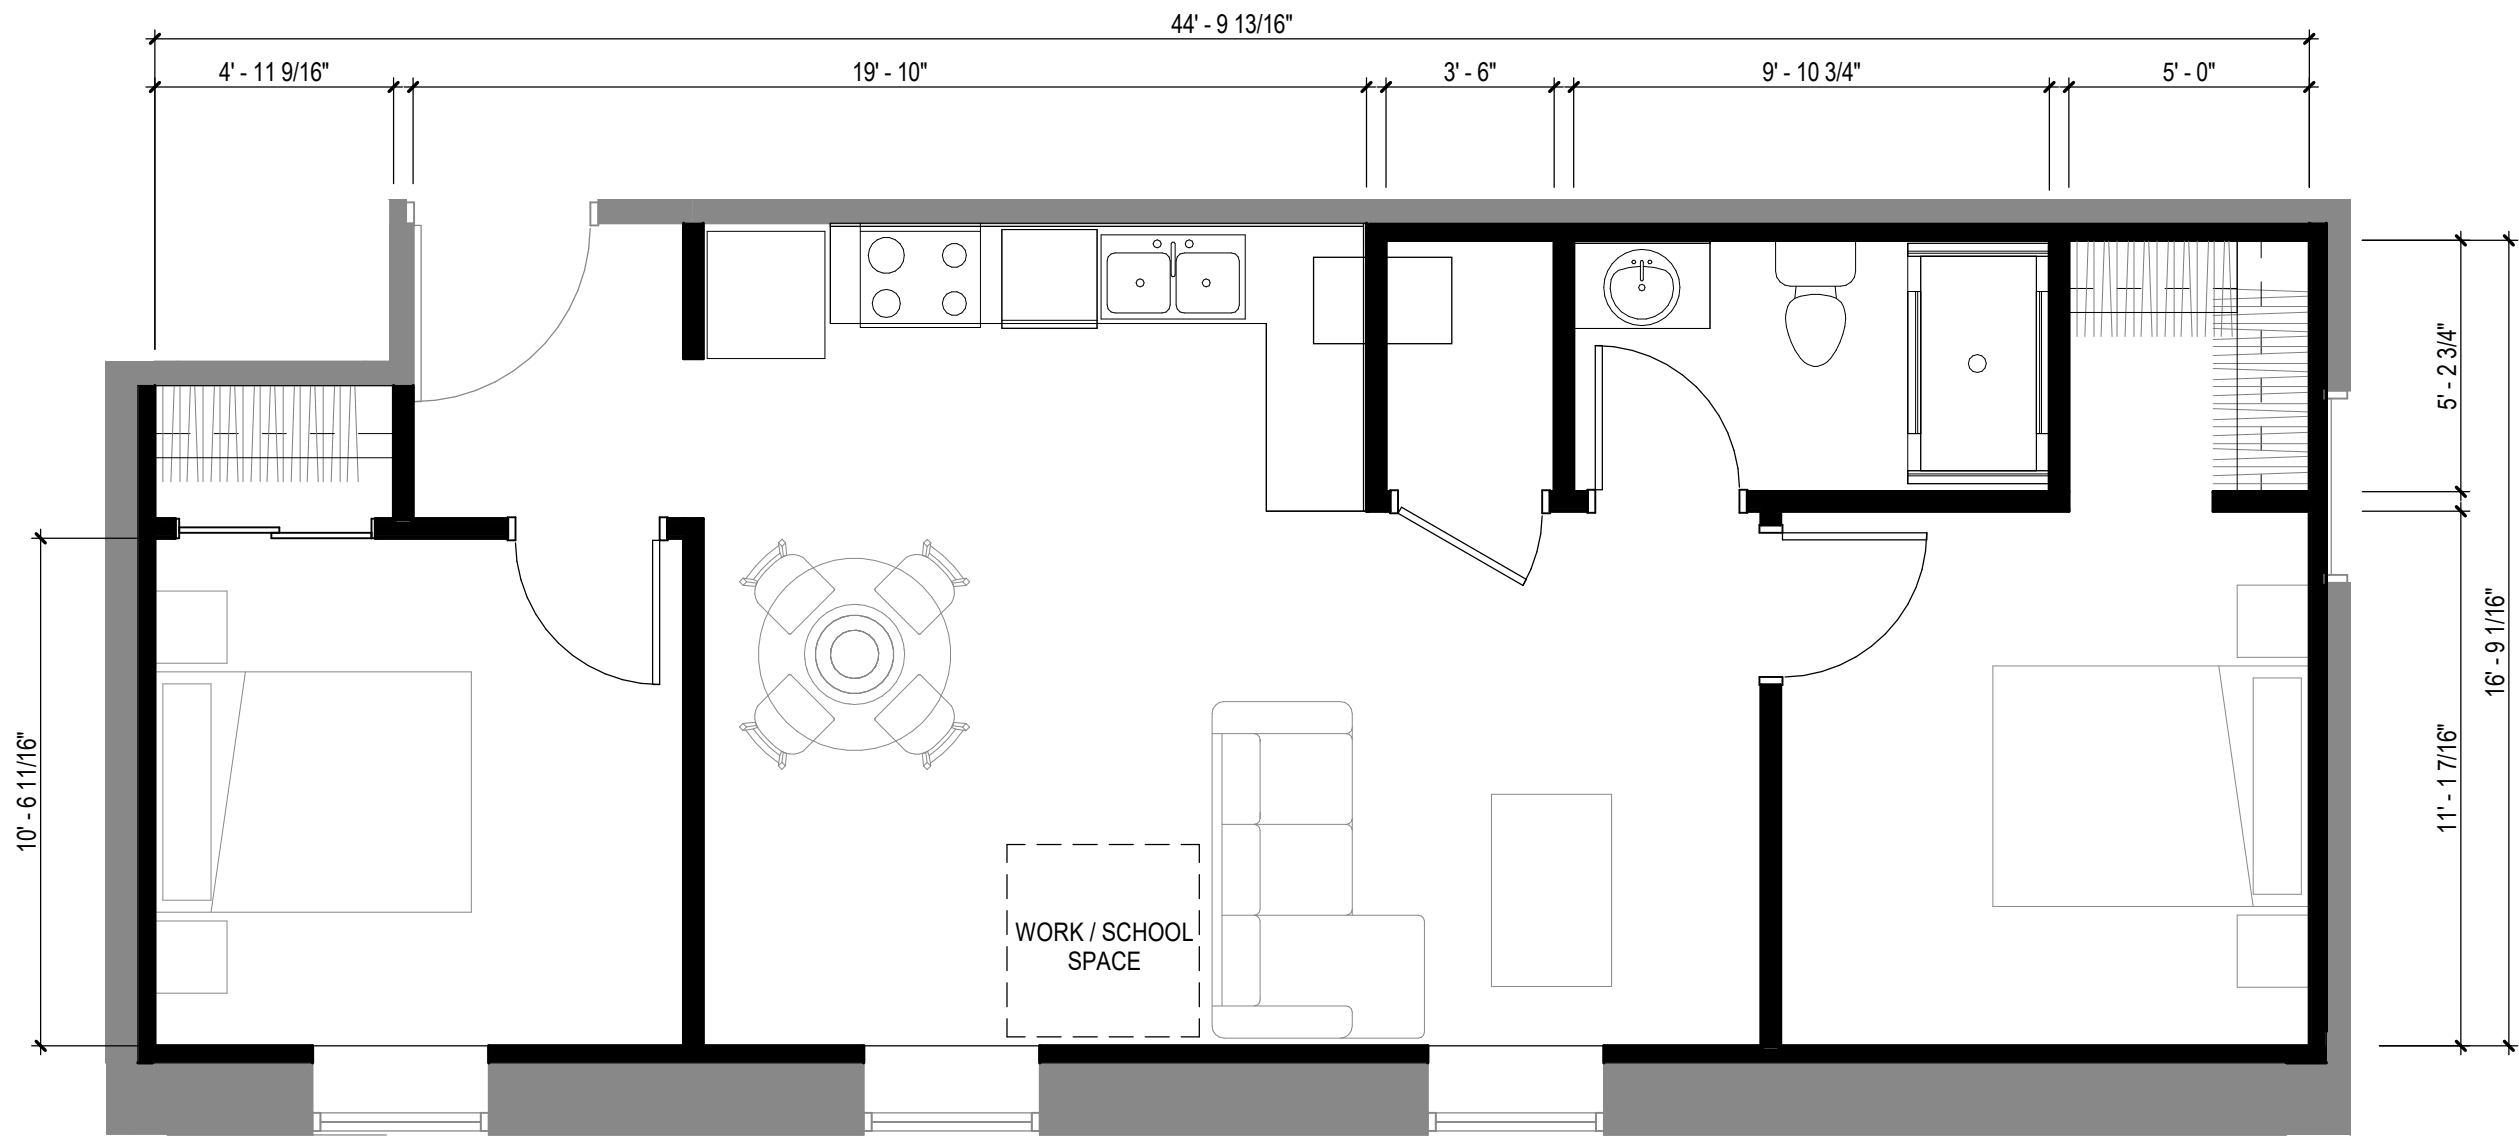 44' - 9 13/16"
4' - 11 9/16"
19' - 10"
3' - 6"
9' - 10 3/4"
5' - 0"
5' - 2 3/4"
16' - 9 1/16"
11' - 1 7/16"
10' - 6 11/16"
WORK / SCHOOL
SPACE